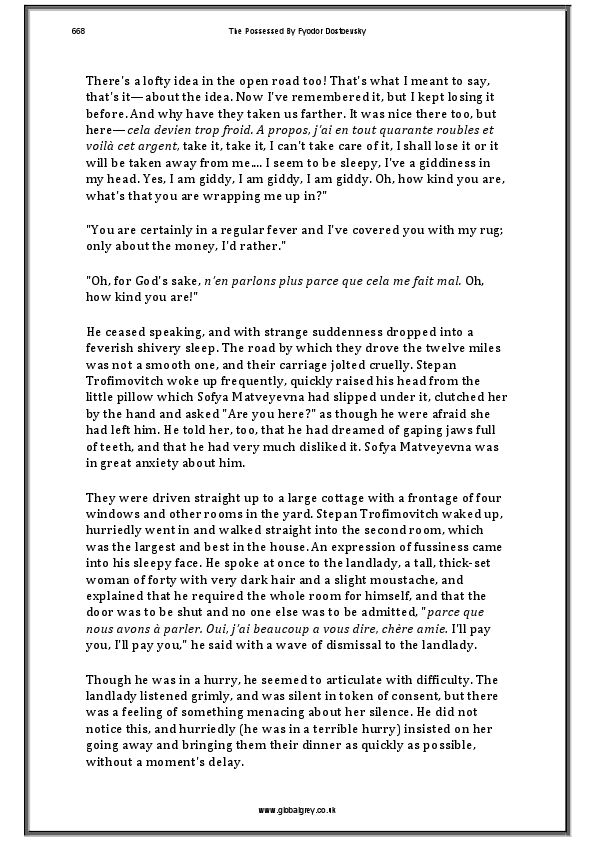 668
The Possessed By Fyodor Dostoevsky
There's a lofty idea in the open road too! That's what I meant to say,
that's it—about the idea. Now I've remembered it, but I kept losing it
before. And why have they taken us farther. It was nice there too, but
here—cela devien trop froid. A propos, j'ai en tout quarante roubles et
voilà cet argent, take it, take it, I can't take care of it, I shall lose it or it
will be taken away from me.... I seem to be sleepy, I've a giddiness in
my head. Yes, I am giddy, I am giddy, I am giddy. Oh, how kind you are,
what's that you are wrapping me up in?"
"You are certainly in a regular fever and I've covered you with my rug;
only about the money, I'd rather."
"Oh, for God's sake, n'en parlons plus parce que cela me fait mal. Oh,
how kind you are!"
He ceased speaking, and with strange suddenness dropped into a
feverish shivery sleep. The road by which they drove the twelve miles
was not a smooth one, and their carriage jolted cruelly. Stepan
Trofimovitch woke up frequently, quickly raised his head from the
little pillow which Sofya Matveyevna had slipped under it, clutched her
by the hand and asked "Are you here?" as though he were afraid she
had left him. He told her, too, that he had dreamed of gaping jaws full
of teeth, and that he had very much disliked it. Sofya Matveyevna was
in great anxiety about him.
They were driven straight up to a large cottage with a frontage of four
windows and other rooms in the yard. Stepan Trofimovitch waked up,
hurriedly went in and walked straight into the second room, which
was the largest and best in the house. An expression of fussiness came
into his sleepy face. He spoke at once to the landlady, a tall, thick-set
woman of forty with very dark hair and a slight moustache, and
explained that he required the whole room for himself, and that the
door was to be shut and no one else was to be admitted, "parce que
nous avons à parler. Oui, j'ai beaucoup a vous dire, chère amie. I'll pay
you, I'll pay you," he said with a wave of dismissal to the landlady.
Though he was in a hurry, he seemed to articulate with difficulty. The
landlady listened grimly, and was silent in token of consent, but there
was a feeling of something menacing about her silence. He did not
notice this, and hurriedly (he was in a terrible hurry) insisted on her
going away and bringing them their dinner as quickly as possible,
without a moment's delay.
www.globalgrey.co.uk